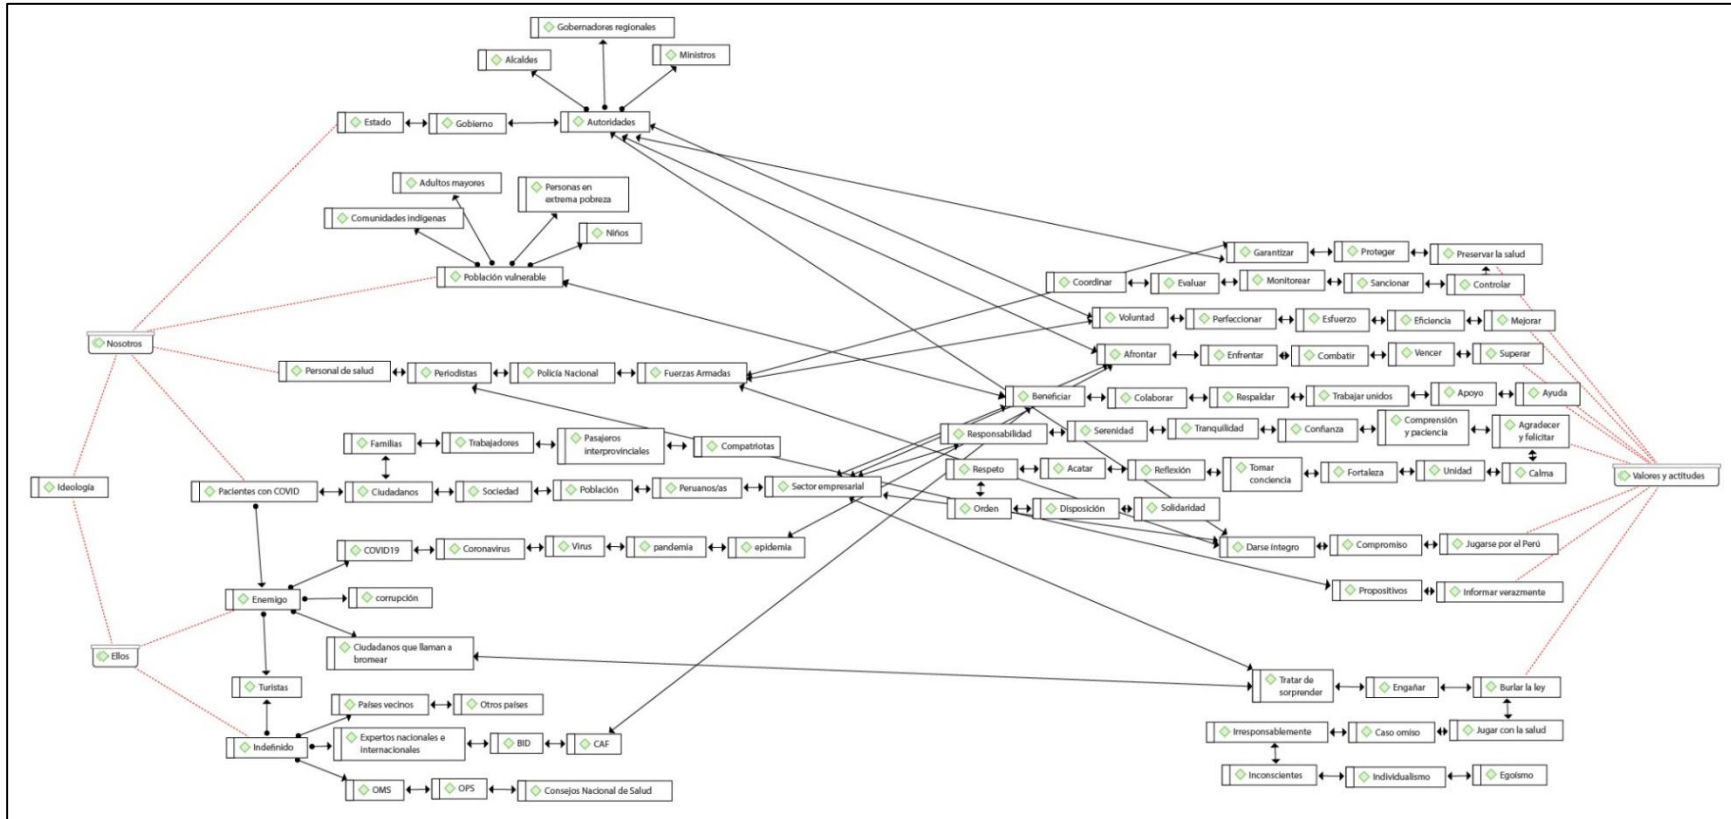 Gobernadores regionales
Alcaldes
Ministros
Estado
Gobierno
Autoridades
Adultos mayores
Personas en
extrema pobreza
Comunidades indígenas
Niños
Población vulnerable
Garantizar
Proteger
Preservar la salud
Coordinar
Evaluar
Monitorear
Sancionar
Controlar
Voluntad
Perfeccionar
Esfuerzo
Eficiencia
Mejorar
Nosotros
Afrontar
Enfrentar
Combatir
Vencer
Superar
Personal de salud
Periodistas
Policía Nacional
Fuerzas Armadas
Beneficiar
Colaborar
Respaldar
Trabajar unidos
Apoyo
Ayuda
Familias
Trabajadores
Pasajeros
interprovinciales
Compatriotas
Responsabilidad
Serenidad
Tranquilidad
Confianza
Comprensión
y paciencia
Agradecer
y felicitar
Respeto
Acatar
Reflexión
Tomar
conciencia
Fortaleza
Unidad
Calma
Valores y actitudes
Ideología
Pacientes con COVID
Ciudadanos
Sociedad
Población
Peruanos/as
Sector empresarial
Orden
Disposición
Solidaridad
COVID19
Coronavirus
Virus
pandemia
epidemia
Darse íntegro
Compromiso
Jugarse por el Perú
Enemigo
corrupción
Propositivos
Informar verazmente
Ellos
Ciudadanos que llaman a
bromear
Turistas
Tratar de
sorprender
Engañar
Burlar la ley
Países vecinos
Otros países
Indefinido
Expertos nacionales e
internacionales
BID
CAF
Irresponsablemente
Caso omiso
Jugar con la salud
Inconscientes
Individualismo
Egoísmo
OMS
OPS
Consejos Nacional de Salud